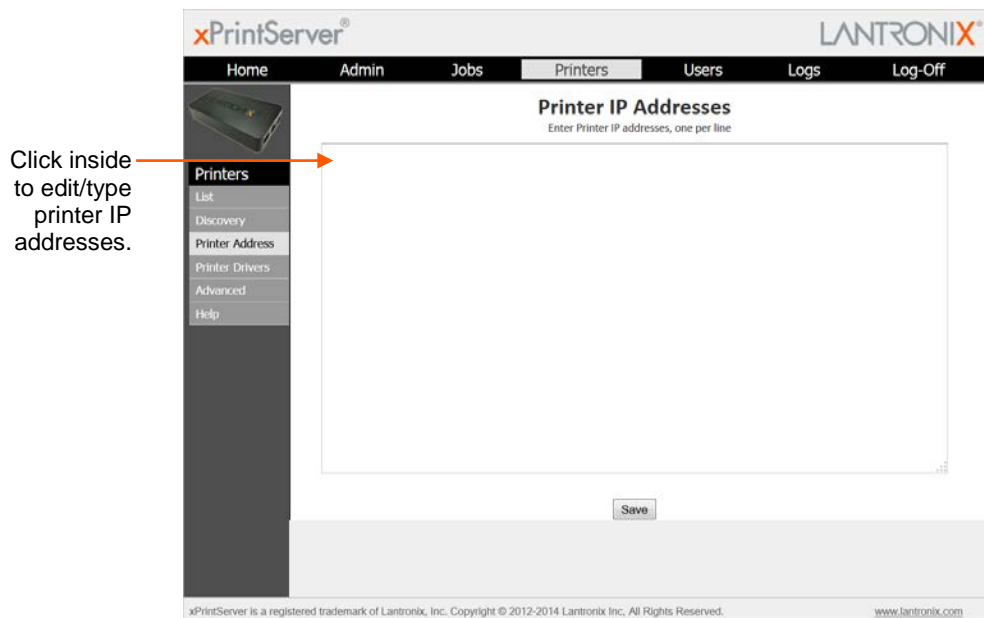 xPrintServer®
LANTRONIX®
Home Admin Jobs Printers Users Logs Log-Off
LANTRONIX
Printer IP Addresses
Enter Printer IP addresses, one per line
Click inside
to edit/type
printer IP
addresses.
Printers
List
Discovery
Printer Address
Printer Drivers
Advanced
Help
Save
xPrintServer is a registered trademark of Lantronix, Inc. Copyright © 2012-2014 Lantronix Inc, All Rights Reserved.
www.lantronix.com